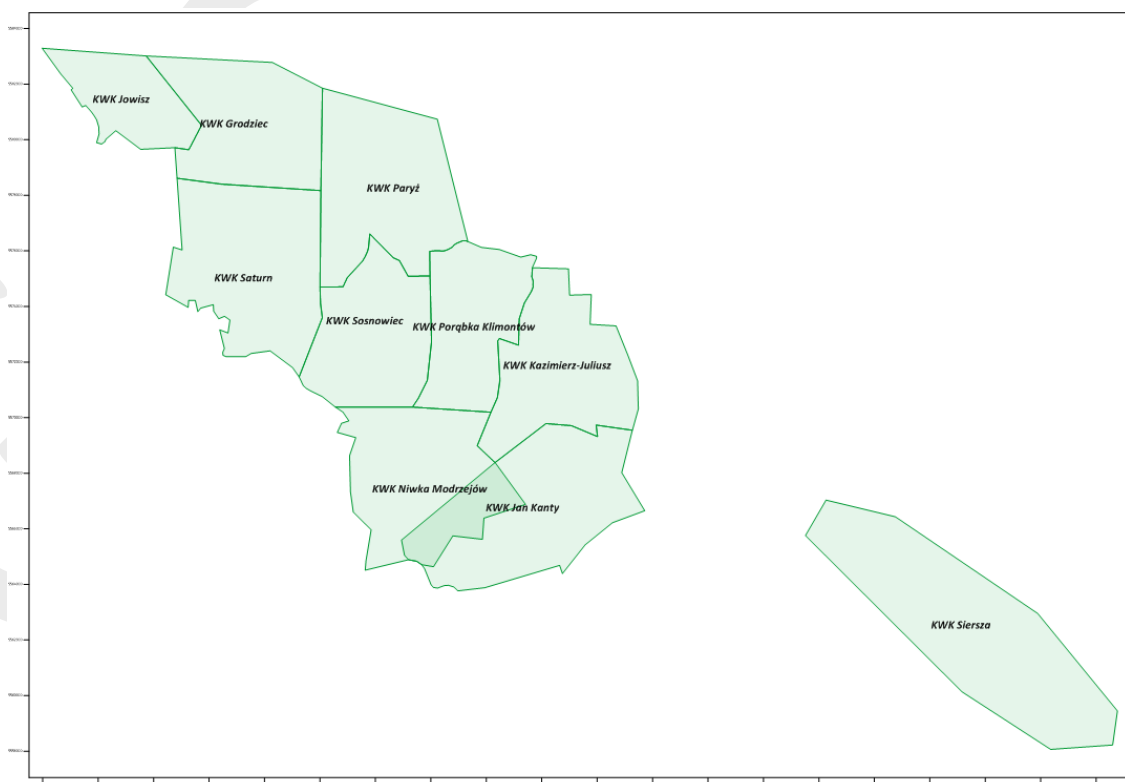 KWK Jowisz
KWK Grodziec
KWK Paryż
KWK Saturn
KWK Sosnowiec
KWK Porąbka Klimontów
KWK Kazimierz-Juliusz
KWK Niwka Modrzejów
KWK Jan Kanty
KWK Siersza